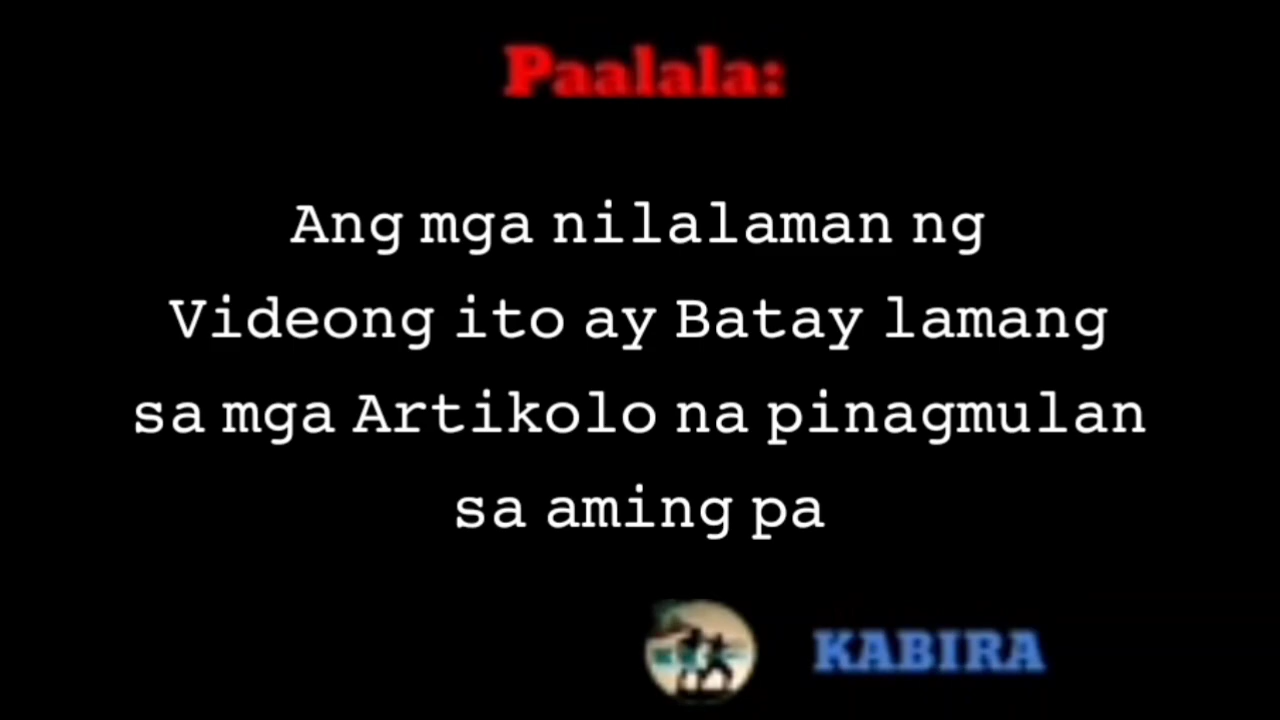 Paalala:
Ang mga nilalaman ng
Videong ito ay Batay lamang
sa mga Artikolo na pinagmulan
sa aming pa
KABIRA